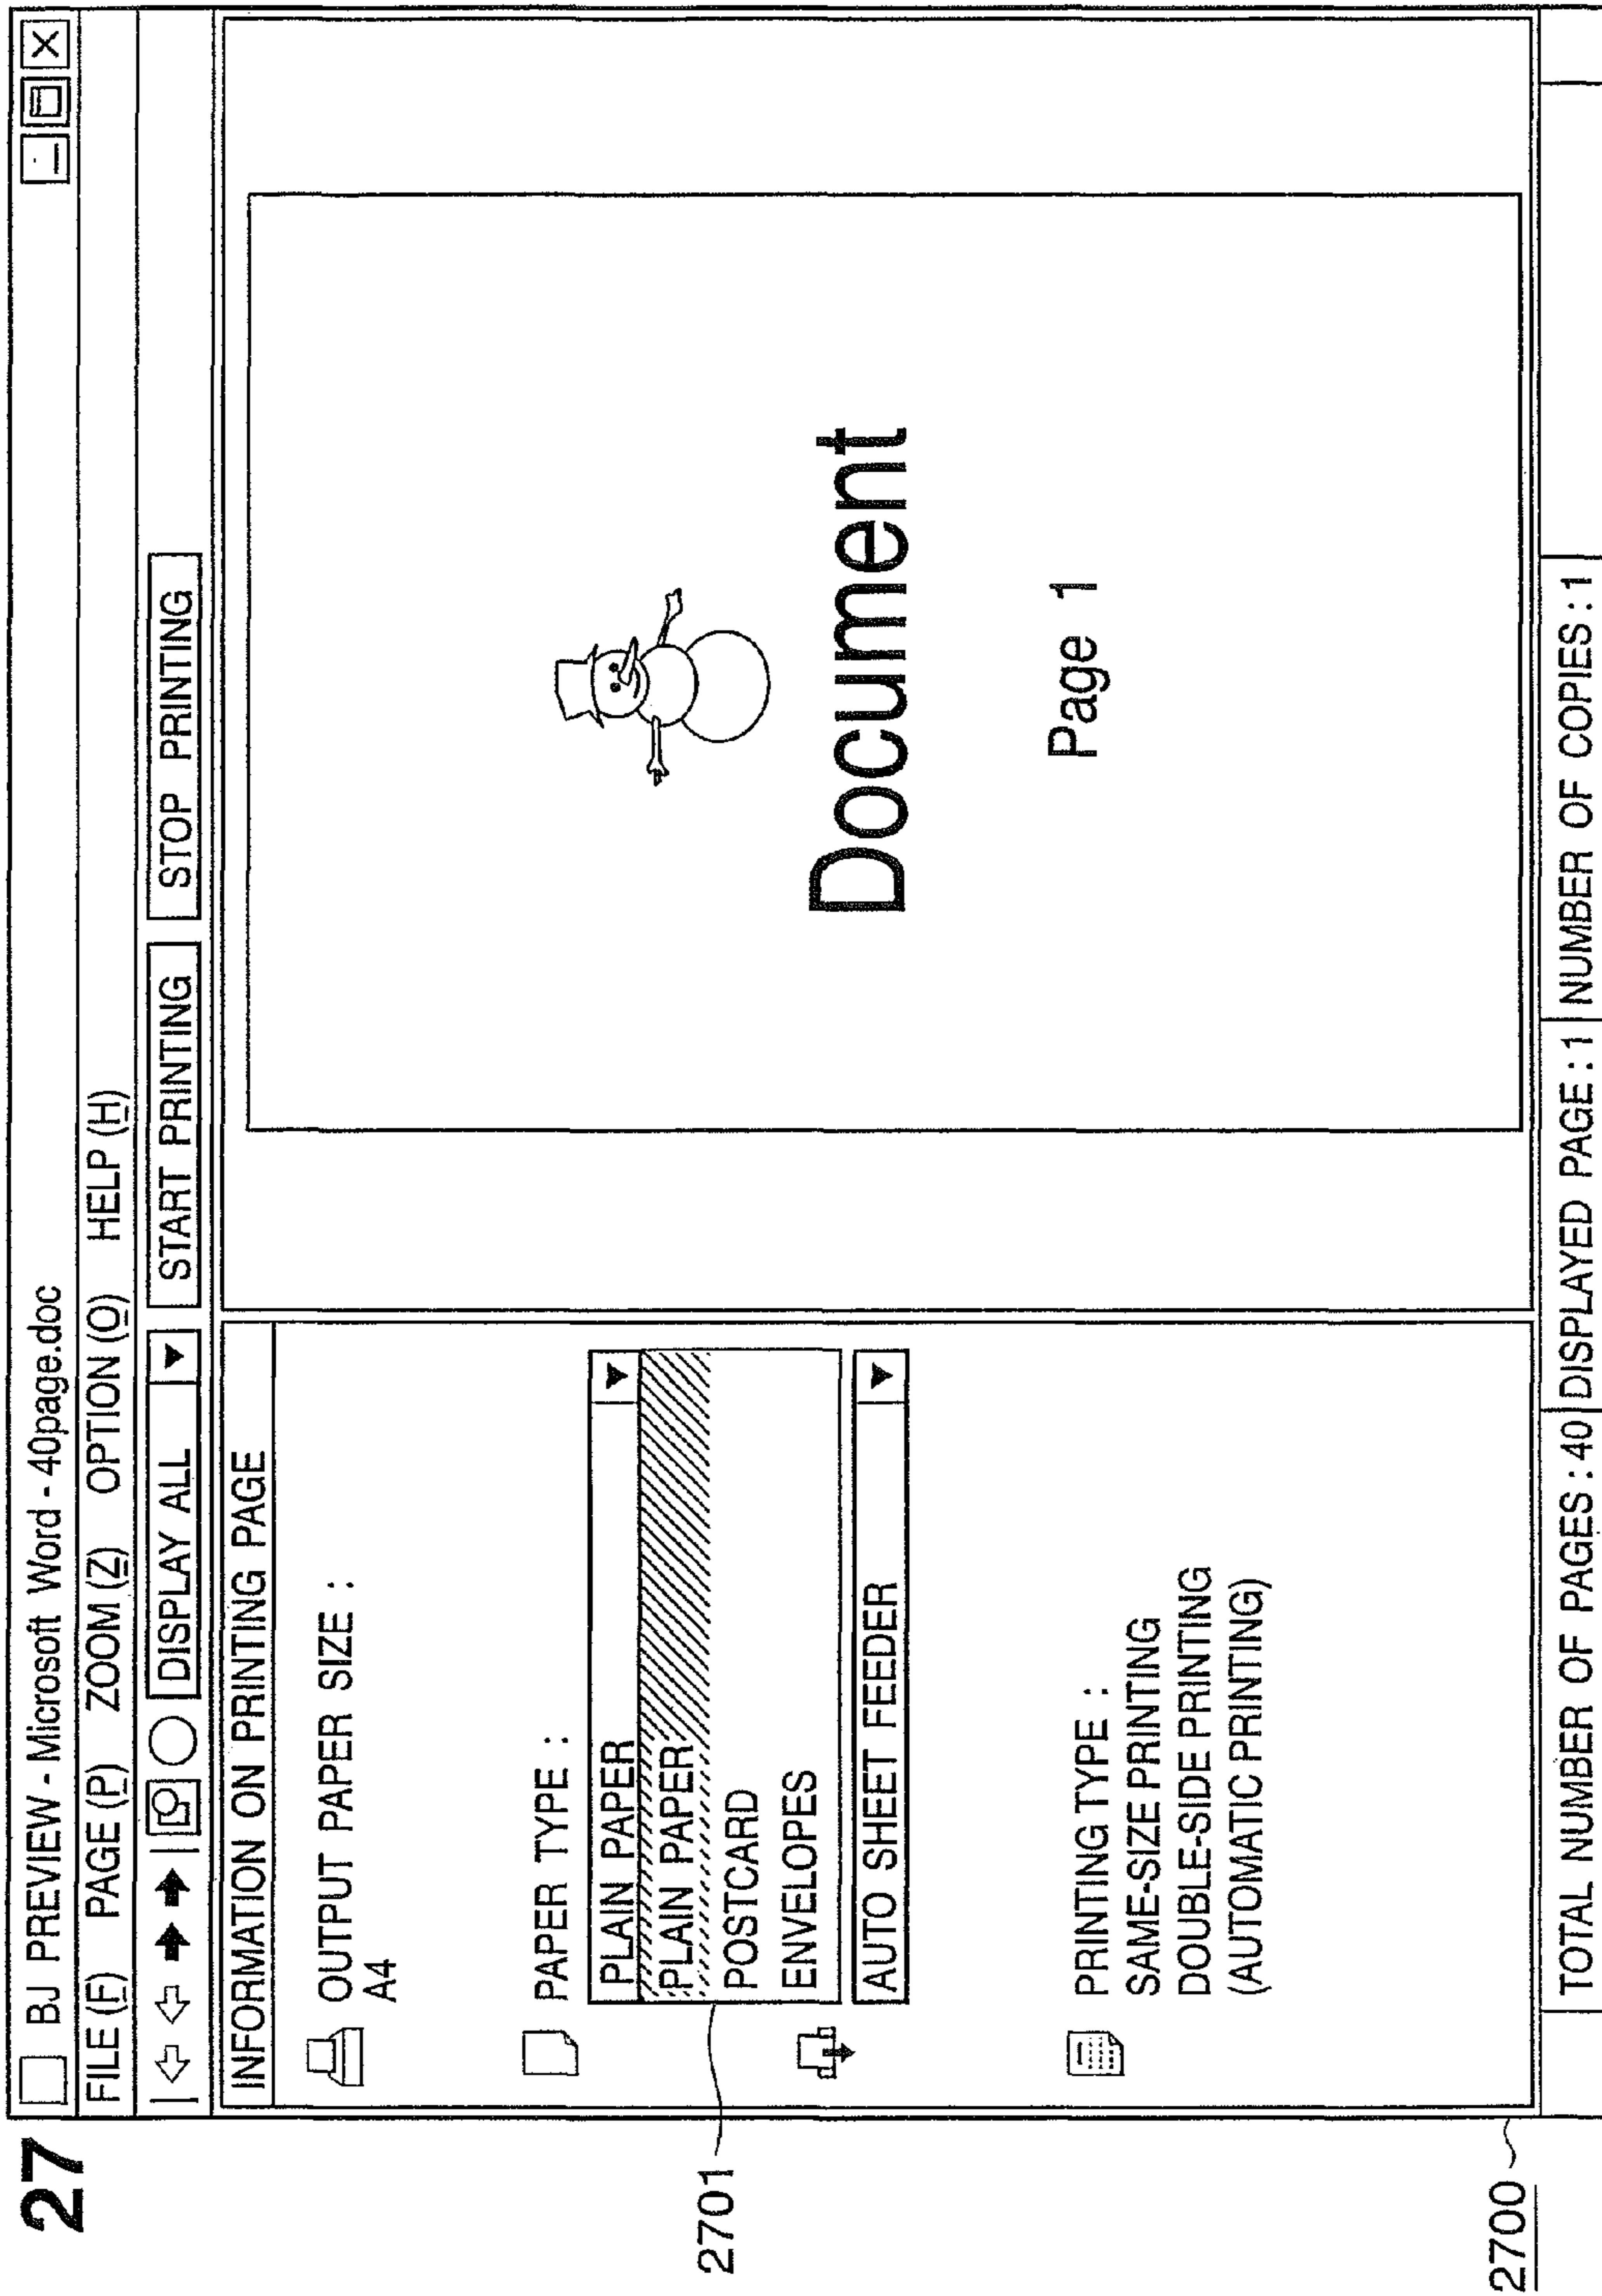 27
BJ PREVIEW - Microsoft Word - 40page.doc
FILE (F) PAGE (P) ZOOM (Z) OPTION (O) HELP (H)
DISPLAY ALL START PRINTING STOP PRINTING
INFORMATION ON PRINTING PAGE
OUTPUT PAPER SIZE :
A4
PAPER TYPE :
PLAIN PAPER
PLAIN PAPER
POSTCARD
ENVELOPES
AUTO SHEET FEEDER
PRINTING TYPE :
SAME-SIZE PRINTING
DOUBLE-SIDE PRINTING
(AUTOMATIC PRINTING)
Document
Page 1
2701
TOTAL NUMBER OF PAGES : 40 DISPLAYED PAGE : 1 NUMBER OF COPIES : 1
2700